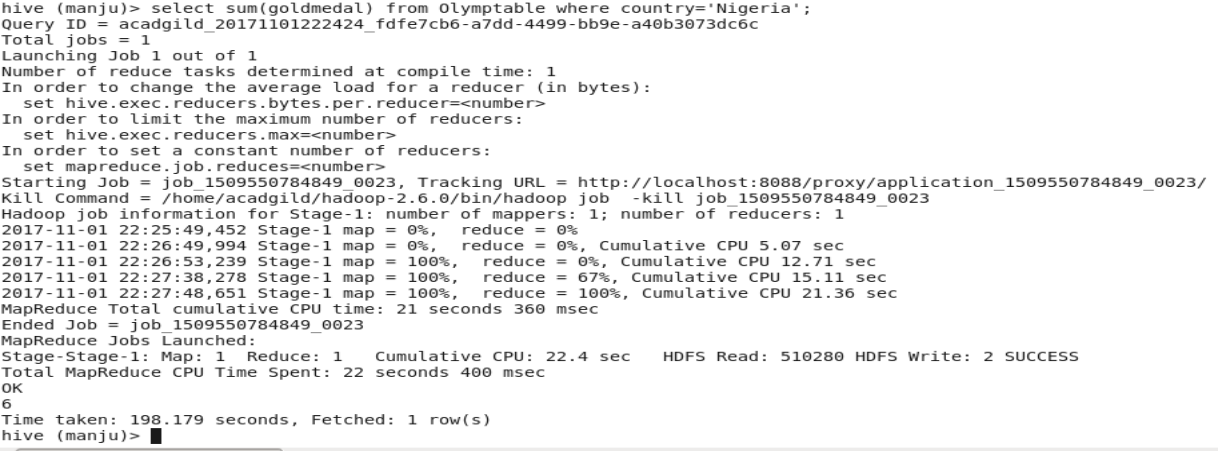 hive (manju)> select sum(goldmedal) from Olymptable where country='Nigeria';
Query ID = acadgild_20171101222424_fdfe7cb6-a7dd-4499-bb9e-a40b3073dc6c
Total jobs = 1
Launching Job 1 out of 1
Number of reduce tasks determined at compile time: 1
In order to change the average load for a reducer (in bytes):
  set hive.exec.reducers.bytes.per.reducer=<number>
In order to limit the maximum number of reducers:
  set hive.exec.reducers.max=<number>
In order to set a constant number of reducers:
  set mapreduce.job.reduces=<number>
Starting Job = job_1509550784849_0023, Tracking URL = http://localhost:8088/proxy/application_1509550784849_0023/
Kill Command = /home/acadgild/hadoop-2.6.0/bin/hadoop job  -kill job_1509550784849_0023
Hadoop job information for Stage-1: number of mappers: 1; number of reducers: 1
2017-11-01 22:25:49,452 Stage-1 map = 0%,  reduce = 0%
2017-11-01 22:26:49,994 Stage-1 map = 0%,  reduce = 0%, Cumulative CPU 5.07 sec
2017-11-01 22:26:53,239 Stage-1 map = 100%,  reduce = 0%, Cumulative CPU 12.71 sec
2017-11-01 22:27:38,278 Stage-1 map = 100%,  reduce = 67%, Cumulative CPU 15.11 sec
2017-11-01 22:27:48,651 Stage-1 map = 100%,  reduce = 100%, Cumulative CPU 21.36 sec
MapReduce Total cumulative CPU time: 21 seconds 360 msec
Ended Job = job_1509550784849_0023
MapReduce Jobs Launched:
Stage-Stage-1: Map: 1  Reduce: 1   Cumulative CPU: 22.4 sec   HDFS Read: 510280 HDFS Write: 2 SUCCESS
Total MapReduce CPU Time Spent: 22 seconds 400 msec
OK
6
Time taken: 198.179 seconds, Fetched: 1 row(s)
hive (manju)>